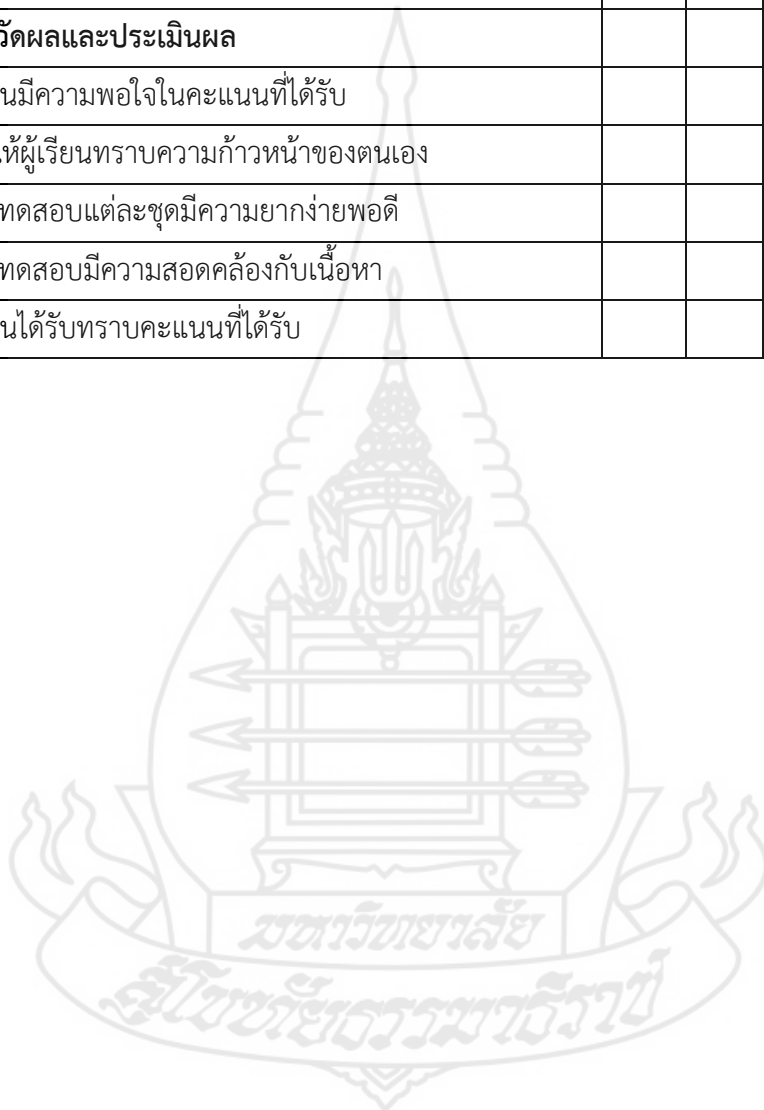 วัดผลและประเมินผล
นมีความพอใจในคะแนนที่ได้รับ
ห้ผู้เรียนทราบความก้าวหน้าของตนเอง
ทดสอบแต่ละชุดมีความยากง่ายพอดี
ทดสอบมีความสอดคล้องกับเนื้อหา
นได้รับทราบคะแนนที่ได้รับ
มหาวิทยาลัย
สุโขทัยธรรมาธิราช